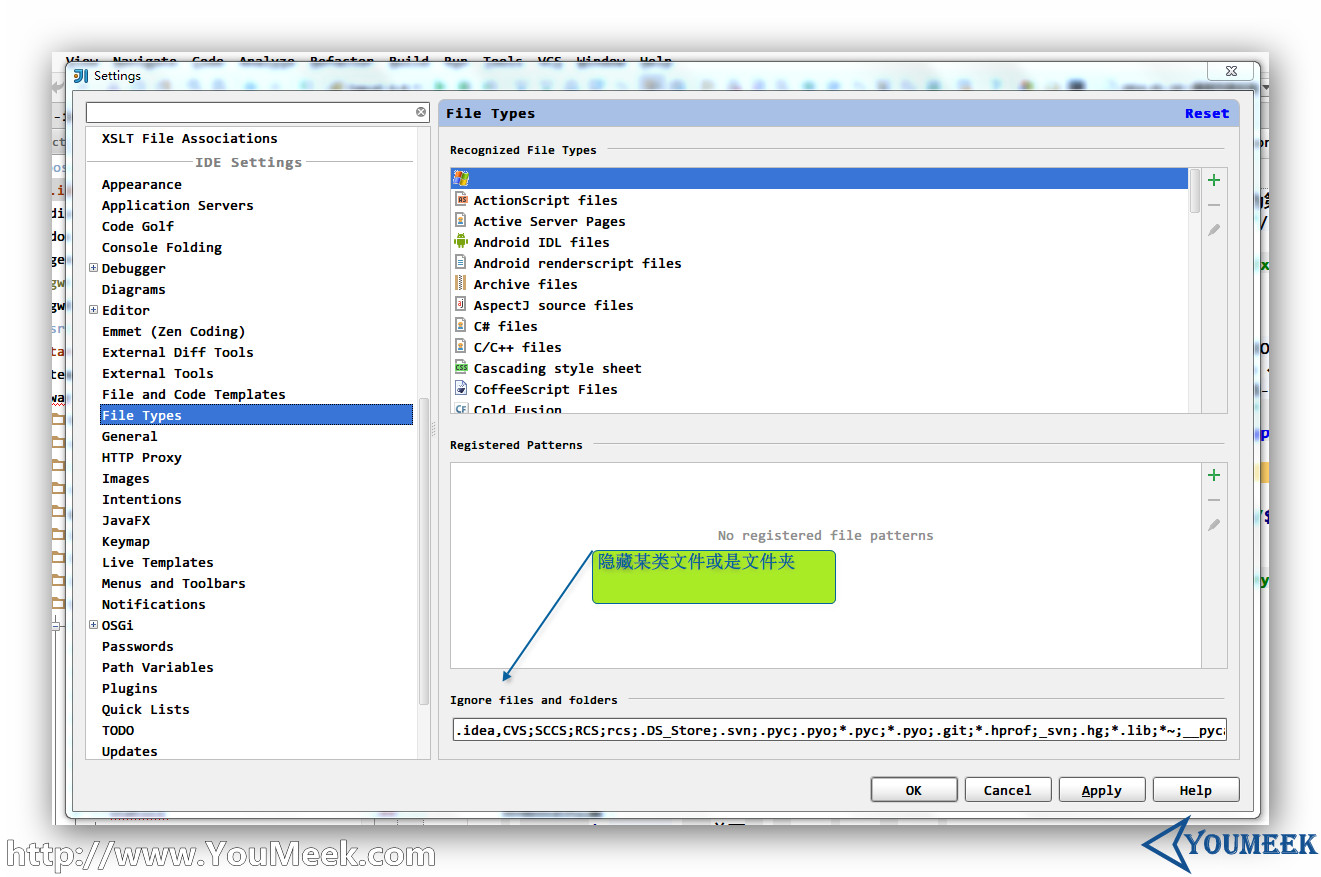 View Navigate Code Analyze Refactor Build Run Tools VCS Window Help
Settings
XSLT File Associations
IDE Settings
Appearance
Application Servers
Code Golf
Console Folding
Debugger
Diagrams
Editor
Emmet (Zen Coding)
External Diff Tools
External Tools
File and Code Templates
File Types
General
HTTP Proxy
Images
Intentions
JavaFX
Keymap
Live Templates
Menus and Toolbars
Notifications
OSGi
Passwords
Path Variables
Plugins
Quick Lists
TODO
Updates
File Types
Reset
Recognized File Types
ActionScript files
Active Server Pages
Android IDL files
Android renderscript files
Archive files
AspectJ source files
C# files
C/C++ files
Cascading style sheet
CoffeeScript Files
Cold Fusion
Registered Patterns
No registered file patterns
隐藏某类文件或是文件夹
Ignore files and folders
.idea,CVS;SCCS;RCS;rcs;.DS_Store;.svn;.pyc;.pyo;*.pyc;*.pyo;.git;*.hprof;_svn;.hg;*.lib;*~;__pyc
OK
Cancel
Apply
Help
http://www.YouMeek.com
YOUMEEK